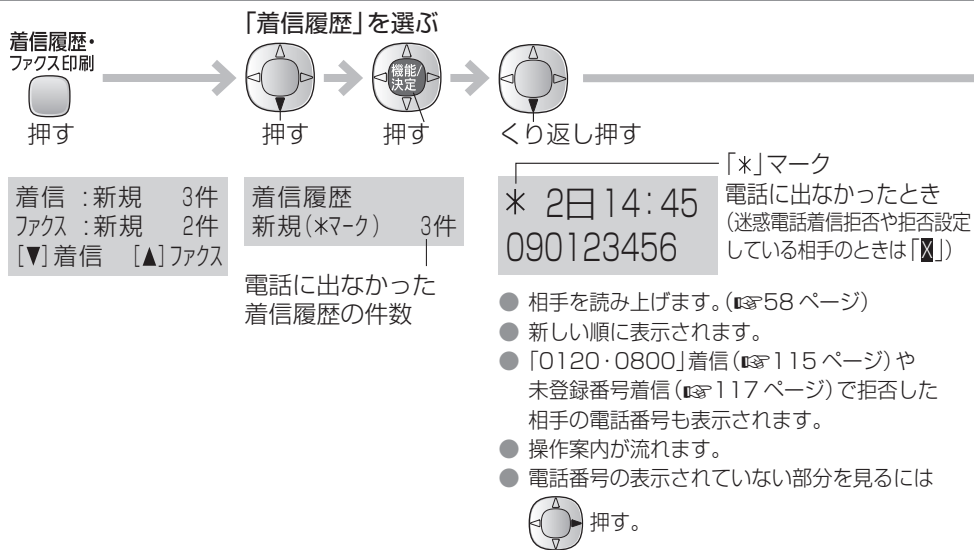 「着信履歴」を選ぶ
着信履歴・
ファクス印刷
機能/
決定
押す
押す
押す
くり返し押す
着信 :新規 3件
ファクス :新規 2件
[▼]着信 [▲]ファクス
着信履歴
新規(*マーク) 3件
電話に出なかった
着信履歴の件数
* 2日14:45
090123456
「*」マーク
電話に出なかったとき
(迷惑電話着信拒否や拒否設定
している相手のときは「X」)
● 相手を読み上げます。(☞58 ページ)
● 新しい順に表示されます。
● 「0120・0800」着信(☞115 ページ)や
未登録番号着信(☞117 ページ)で拒否した
相手の電話番号も表示されます。
● 操作案内が流れます。
● 電話番号の表示されていない部分を見るには
押す。